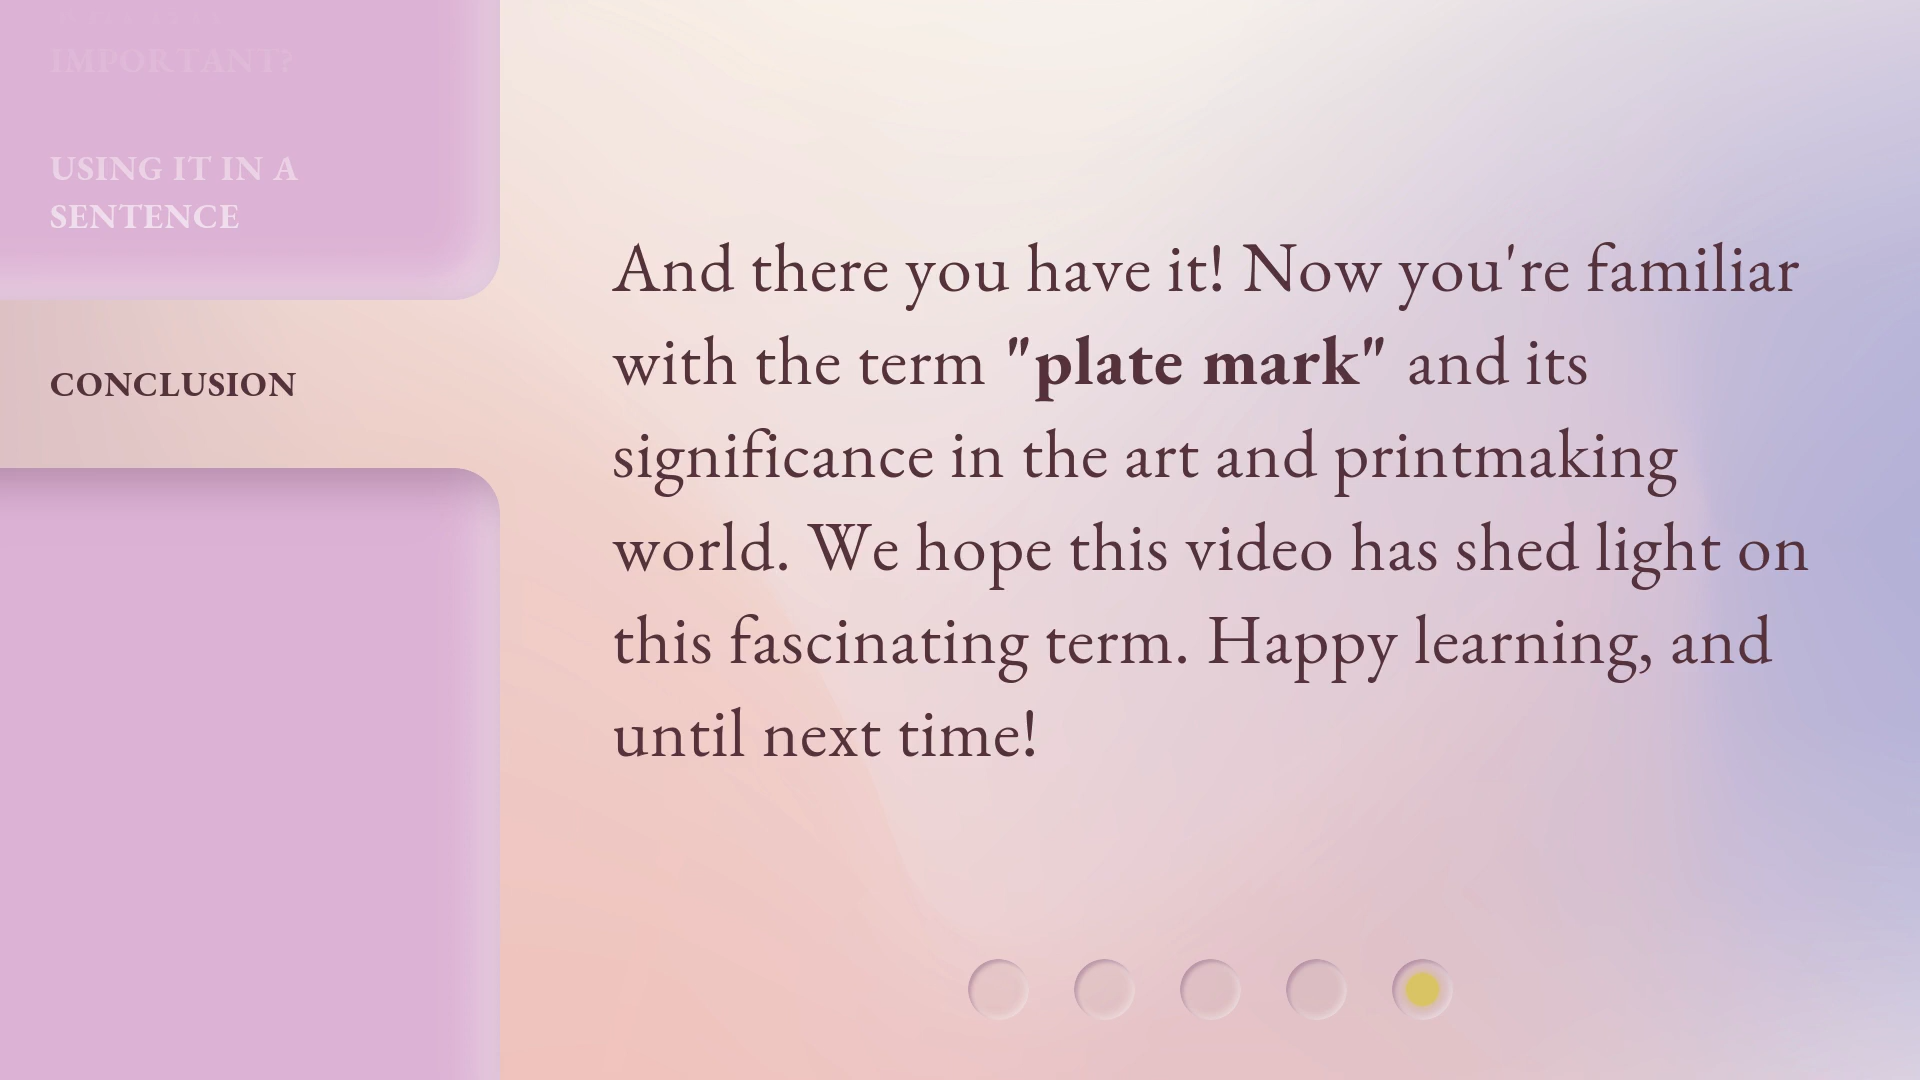 IMPORTANT?
USING IT IN A
SENTENCE
CONCLUSION
And there you have it! Now you're familiar
with the term "plate mark" and its
significance in the art and printmaking
world. We hope this video has shed light on
this fascinating term. Happy learning, and
until next time!